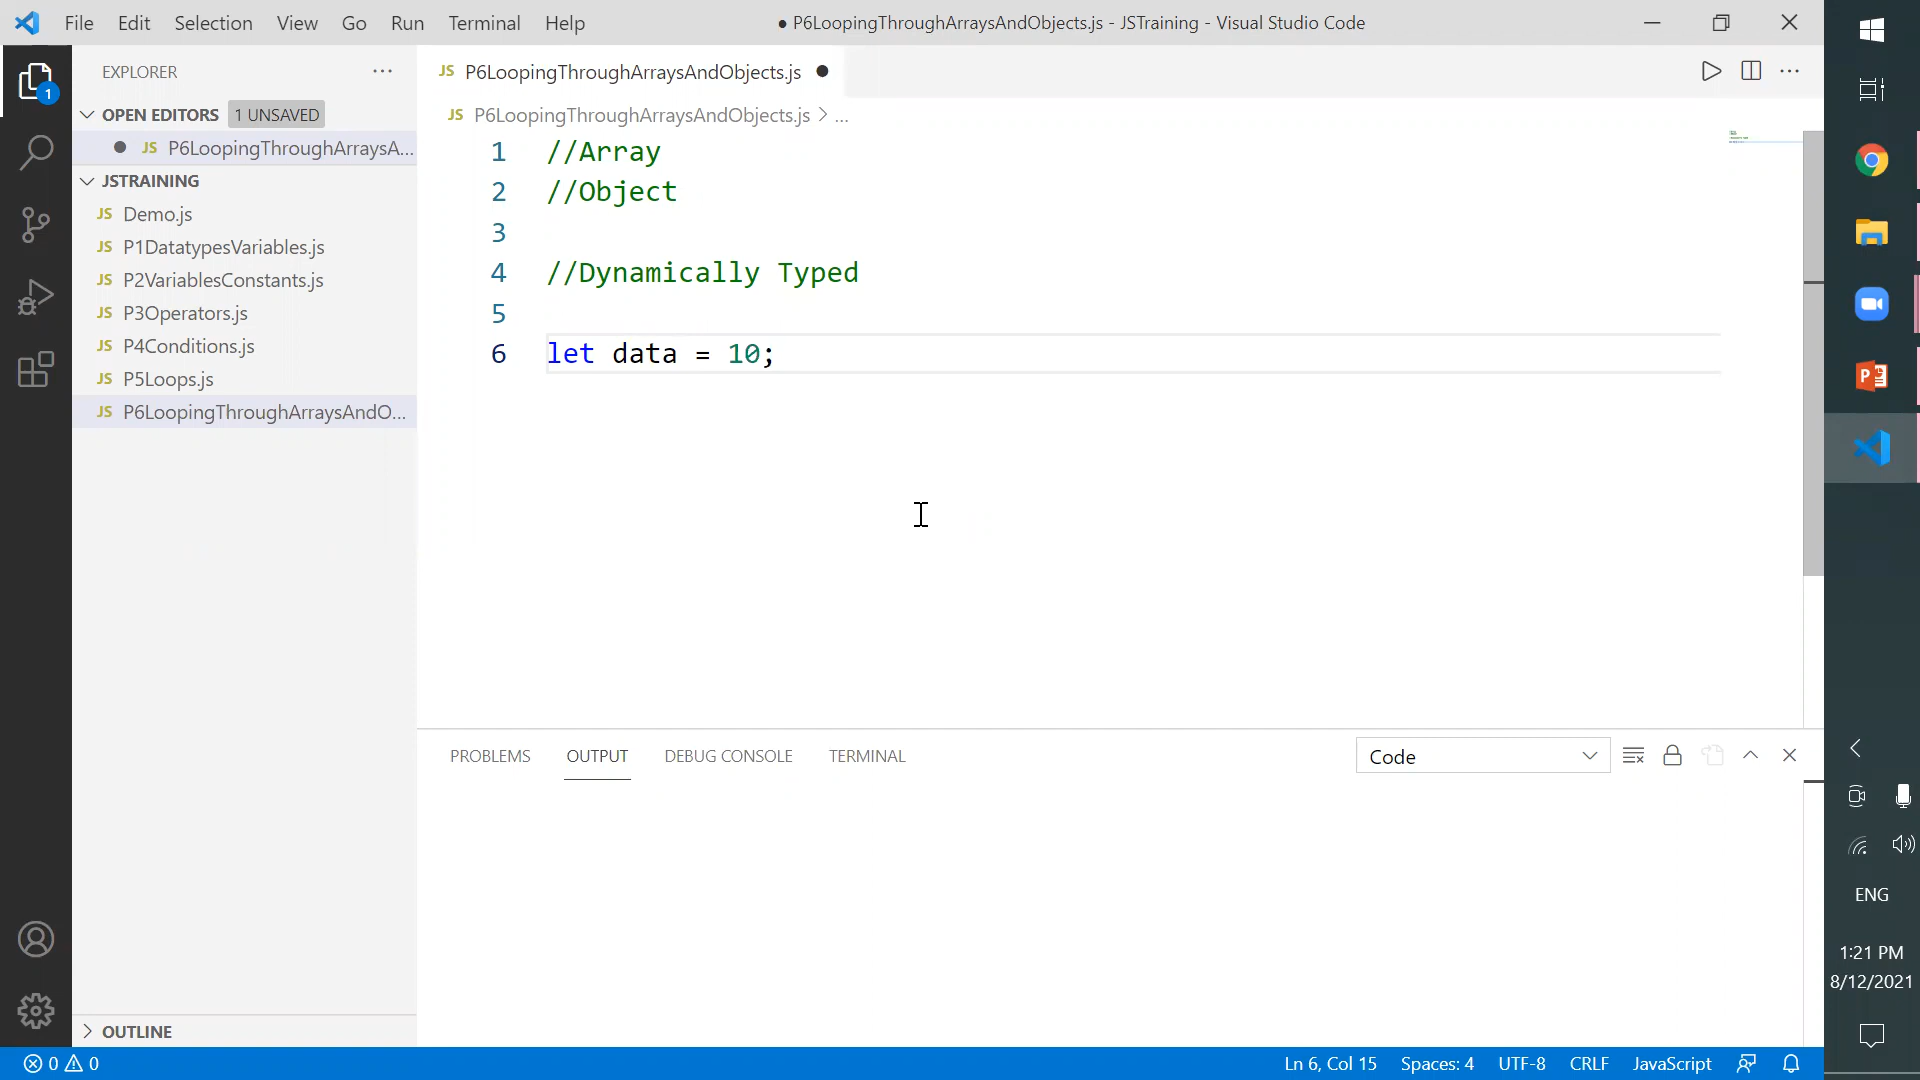 File Edit Selection View Go Run Terminal Help
● P6LoopingThroughArraysAndObjects.js - JSTraining - Visual Studio Code
EXPLORER
1
OPEN EDITORS 1 UNSAVED
JS P6LoopingThroughArraysA...
JSTRAINING
JS Demo.js
JS P1DatatypesVariables.js
JS P2VariablesConstants.js
JS P3Operators.js
JS P4Conditions.js
JS P5Loops.js
JS P6LoopingThroughArraysAndO...
OUTLINE
JS P6LoopingThroughArraysAndObjects.js ●
JS P6LoopingThroughArraysAndObjects.js > ...
1 //Array
2 //Object
3
4 //Dynamically Typed
5
6 let data = 10;
PROBLEMS OUTPUT DEBUG CONSOLE TERMINAL
Code
0 0
Ln 6, Col 15 Spaces: 4 UTF-8 CRLF JavaScript
P
ENG
1:21 PM
8/12/2021